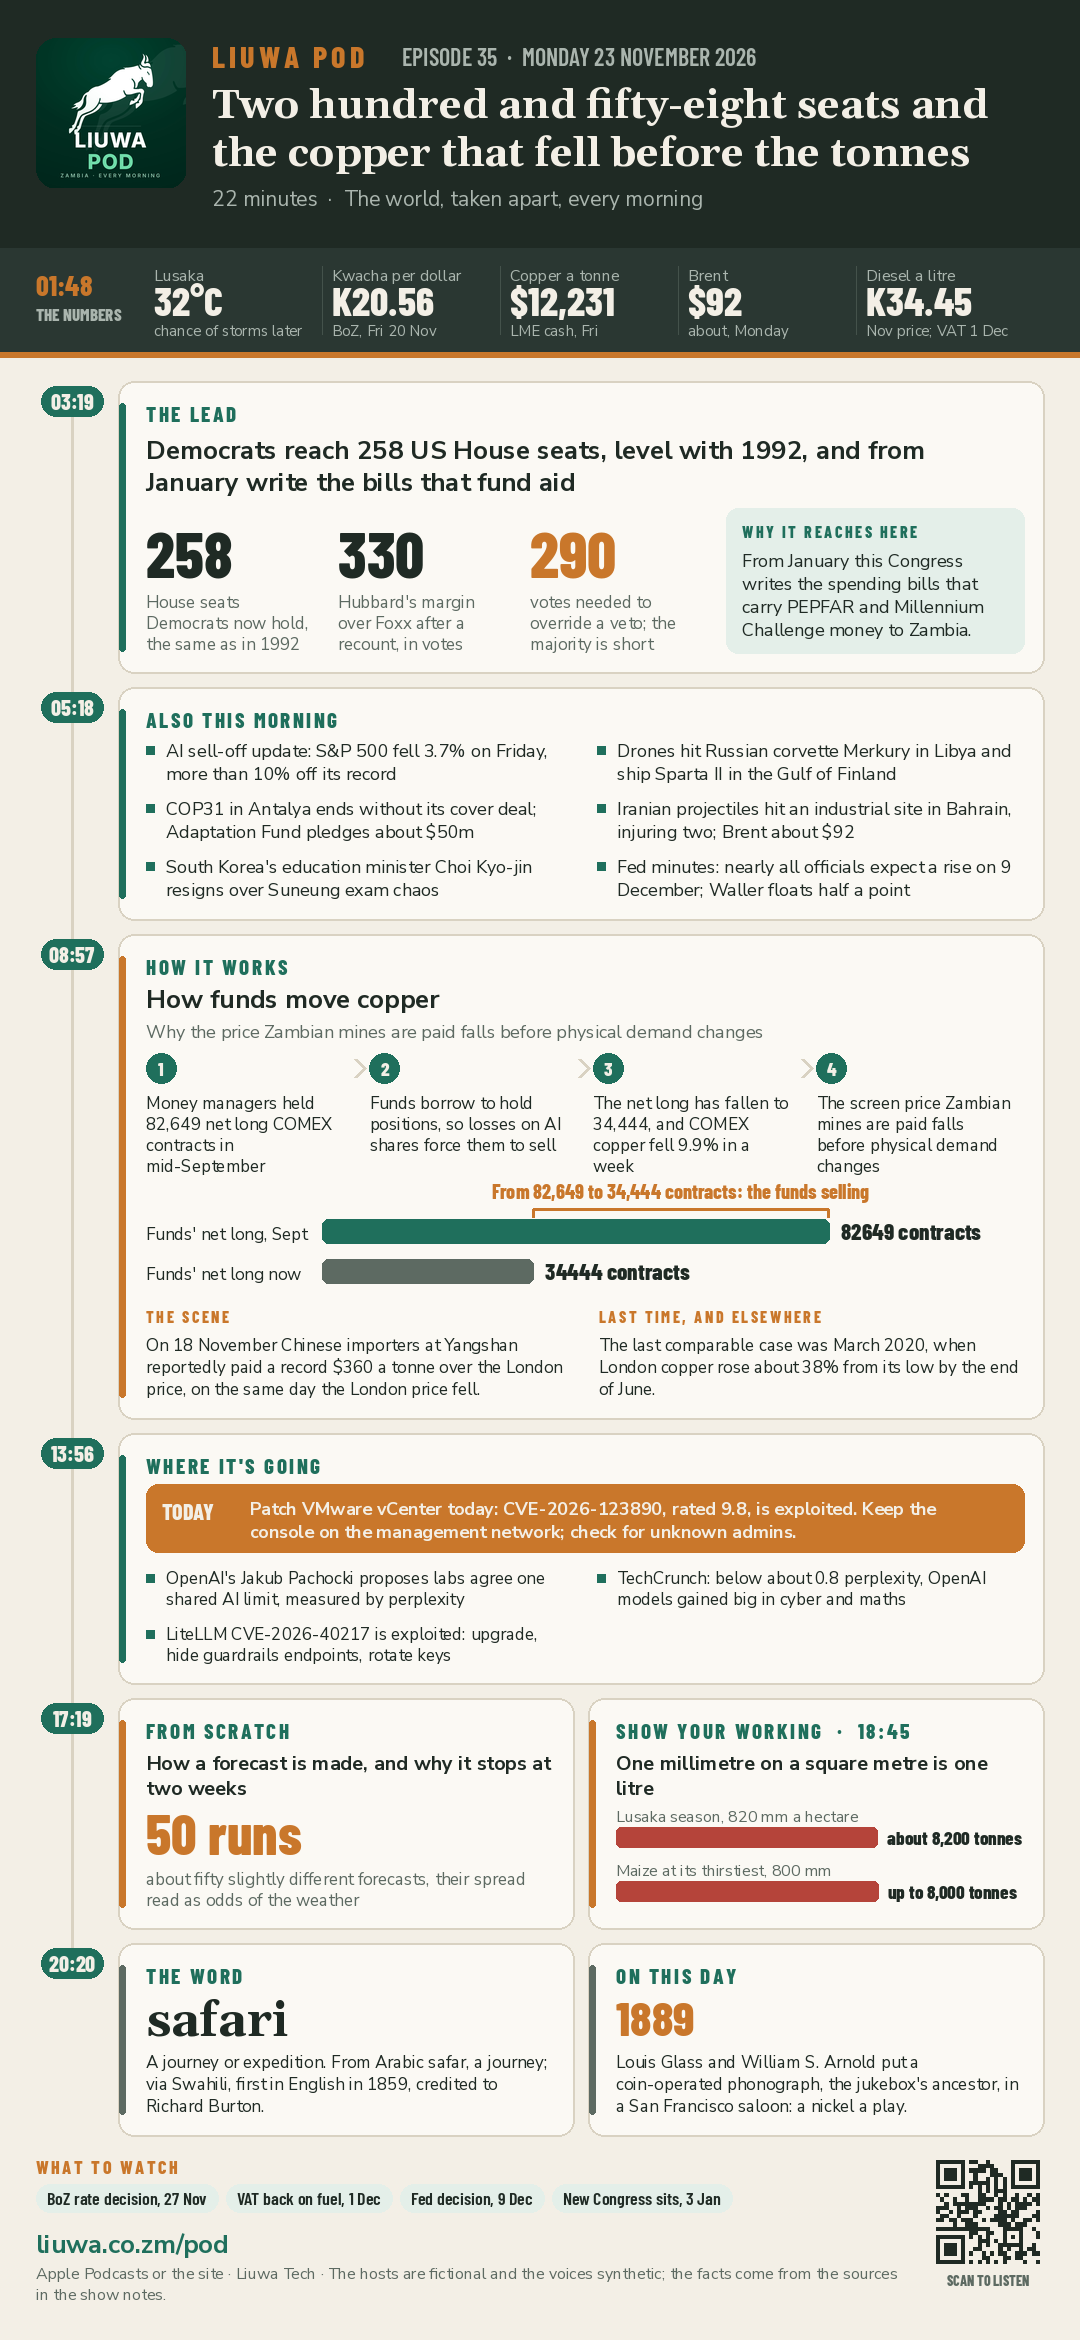 LIUWA
POD
ZAMBIA · EVERY MORNING
LIUWA POD EPISODE 35 · MONDAY 23 NOVEMBER 2026
Two hundred and fifty-eight seats and
the copper that fell before the tonnes
22 minutes · The world, taken apart, every morning
01:48
THE NUMBERS
Lusaka
32°C
chance of storms later
Kwacha per dollar
K20.56
BoZ, Fri 20 Nov
Copper a tonne
$12,231
LME cash, Fri
Brent
$92
about, Monday
Diesel a litre
K34.45
Nov price; VAT 1 Dec
03:19
THE LEAD
Democrats reach 258 US House seats, level with 1992, and from
January write the bills that fund aid
258
House seats
Democrats now hold,
the same as in 1992
330
Hubbard's margin
over Foxx after a
recount, in votes
290
votes needed to
override a veto; the
majority is short
WHY IT REACHES HERE
From January this Congress
writes the spending bills that
carry PEPFAR and Millennium
Challenge money to Zambia.
05:18
ALSO THIS MORNING
AI sell-off update: S&P 500 fell 3.7% on Friday,
more than 10% off its record
COP31 in Antalya ends without its cover deal;
Adaptation Fund pledges about $50m
South Korea's education minister Choi Kyo-jin
resigns over Suneung exam chaos
Drones hit Russian corvette Merkury in Libya and
ship Sparta II in the Gulf of Finland
Iranian projectiles hit an industrial site in Bahrain,
injuring two; Brent about $92
Fed minutes: nearly all officials expect a rise on 9
December; Waller floats half a point
08:57
HOW IT WORKS
How funds move copper
Why the price Zambian mines are paid falls before physical demand changes
1
Money managers held
82,649 net long COMEX
contracts in
mid-September
2
Funds borrow to hold
positions, so losses on AI
shares force them to sell
3
The net long has fallen to
34,444, and COMEX
copper fell 9.9% in a
week
4
The screen price Zambian
mines are paid falls
before physical demand
changes
From 82,649 to 34,444 contracts: the funds selling
Funds' net long, Sept 82649 contracts
Funds' net long now 34444 contracts
THE SCENE
On 18 November Chinese importers at Yangshan
reportedly paid a record $360 a tonne over the London
price, on the same day the London price fell.
LAST TIME, AND ELSEWHERE
The last comparable case was March 2020, when
London copper rose about 38% from its low by the end
of June.
13:56
WHERE IT'S GOING
TODAY
Patch VMware vCenter today: CVE-2026-123890, rated 9.8, is exploited. Keep the
console on the management network; check for unknown admins.
OpenAI's Jakub Pachocki proposes labs agree one
shared AI limit, measured by perplexity
LiteLLM CVE-2026-40217 is exploited: upgrade,
hide guardrails endpoints, rotate keys
TechCrunch: below about 0.8 perplexity, OpenAI
models gained big in cyber and maths
17:19
FROM SCRATCH
How a forecast is made, and why it stops at
two weeks
50 runs
about fifty slightly different forecasts, their spread
read as odds of the weather
SHOW YOUR WORKING · 18:45
One millimetre on a square metre is one
litre
Lusaka season, 820 mm a hectare
about 8,200 tonnes
Maize at its thirstiest, 800 mm
up to 8,000 tonnes
20:20
THE WORD
safari
A journey or expedition. From Arabic safar, a journey;
via Swahili, first in English in 1859, credited to
Richard Burton.
ON THIS DAY
1889
Louis Glass and William S. Arnold put a
coin-operated phonograph, the jukebox's ancestor, in
a San Francisco saloon: a nickel a play.
WHAT TO WATCH
BoZ rate decision, 27 Nov VAT back on fuel, 1 Dec Fed decision, 9 Dec New Congress sits, 3 Jan
liuwa.co.zm/pod
Apple Podcasts or the site · Liuwa Tech · The hosts are fictional and the voices synthetic; the facts come from the sources
in the show notes.
SCAN TO LISTEN